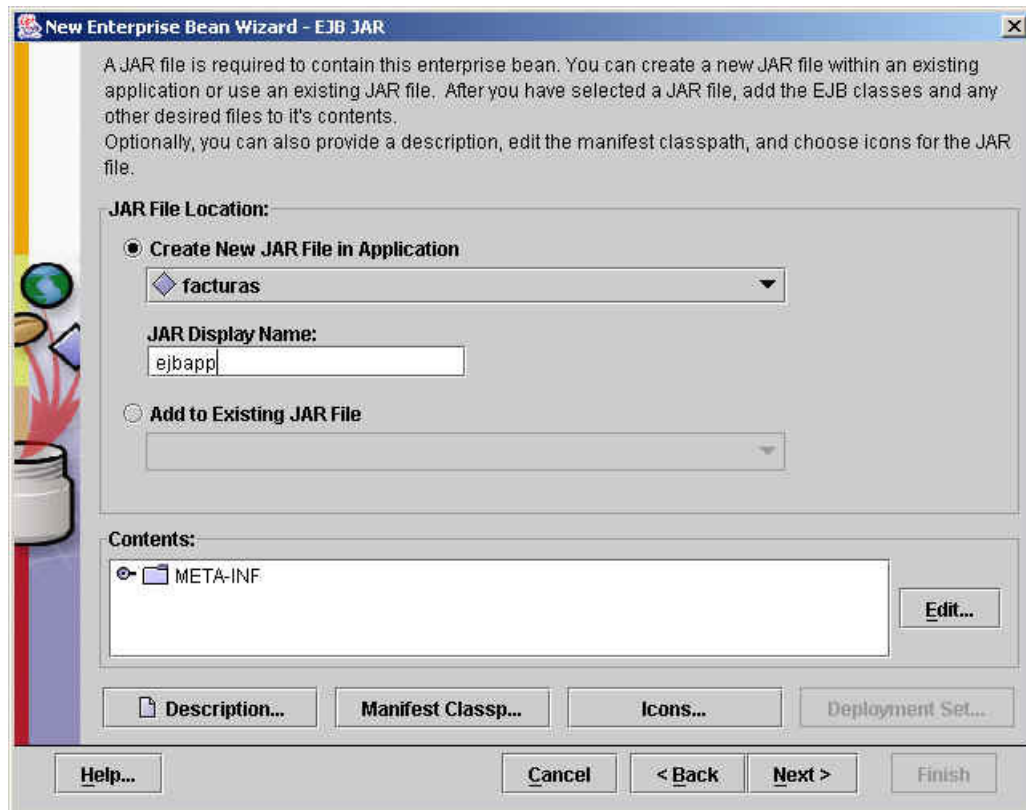 New Enterprise Bean Wizard - EJB JAR
A JAR file is required to contain this enterprise bean. You can create a new JAR file within an existing
application or use an existing JAR file. After you have selected a JAR file, add the EJB classes and any
other desired files to it's contents.
Optionally, you can also provide a description, edit the manifest classpath, and choose icons for the JAR
file.
JAR File Location:
Create New JAR File in Application
facturas
JAR Display Name:
ejbapp
Add to Existing JAR File
Contents:
META-INF
Edit...
Description... Manifest Classp... Icons... Deployment Set...
Help... Cancel < Back Next > Finish